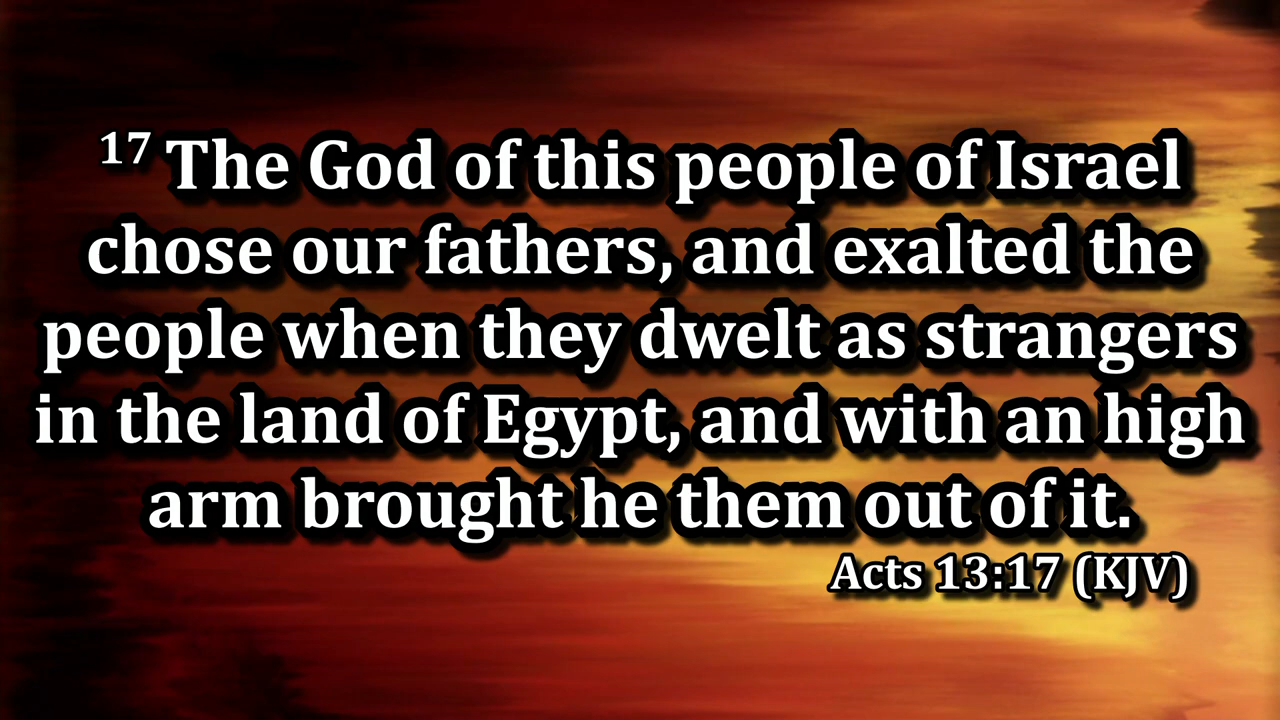 17 The God of this people of Israel
chose our fathers, and exalted the
people when they dwelt as strangers
in the land of Egypt, and with an high
arm brought he them out of it.
Acts 13:17 (KJV)